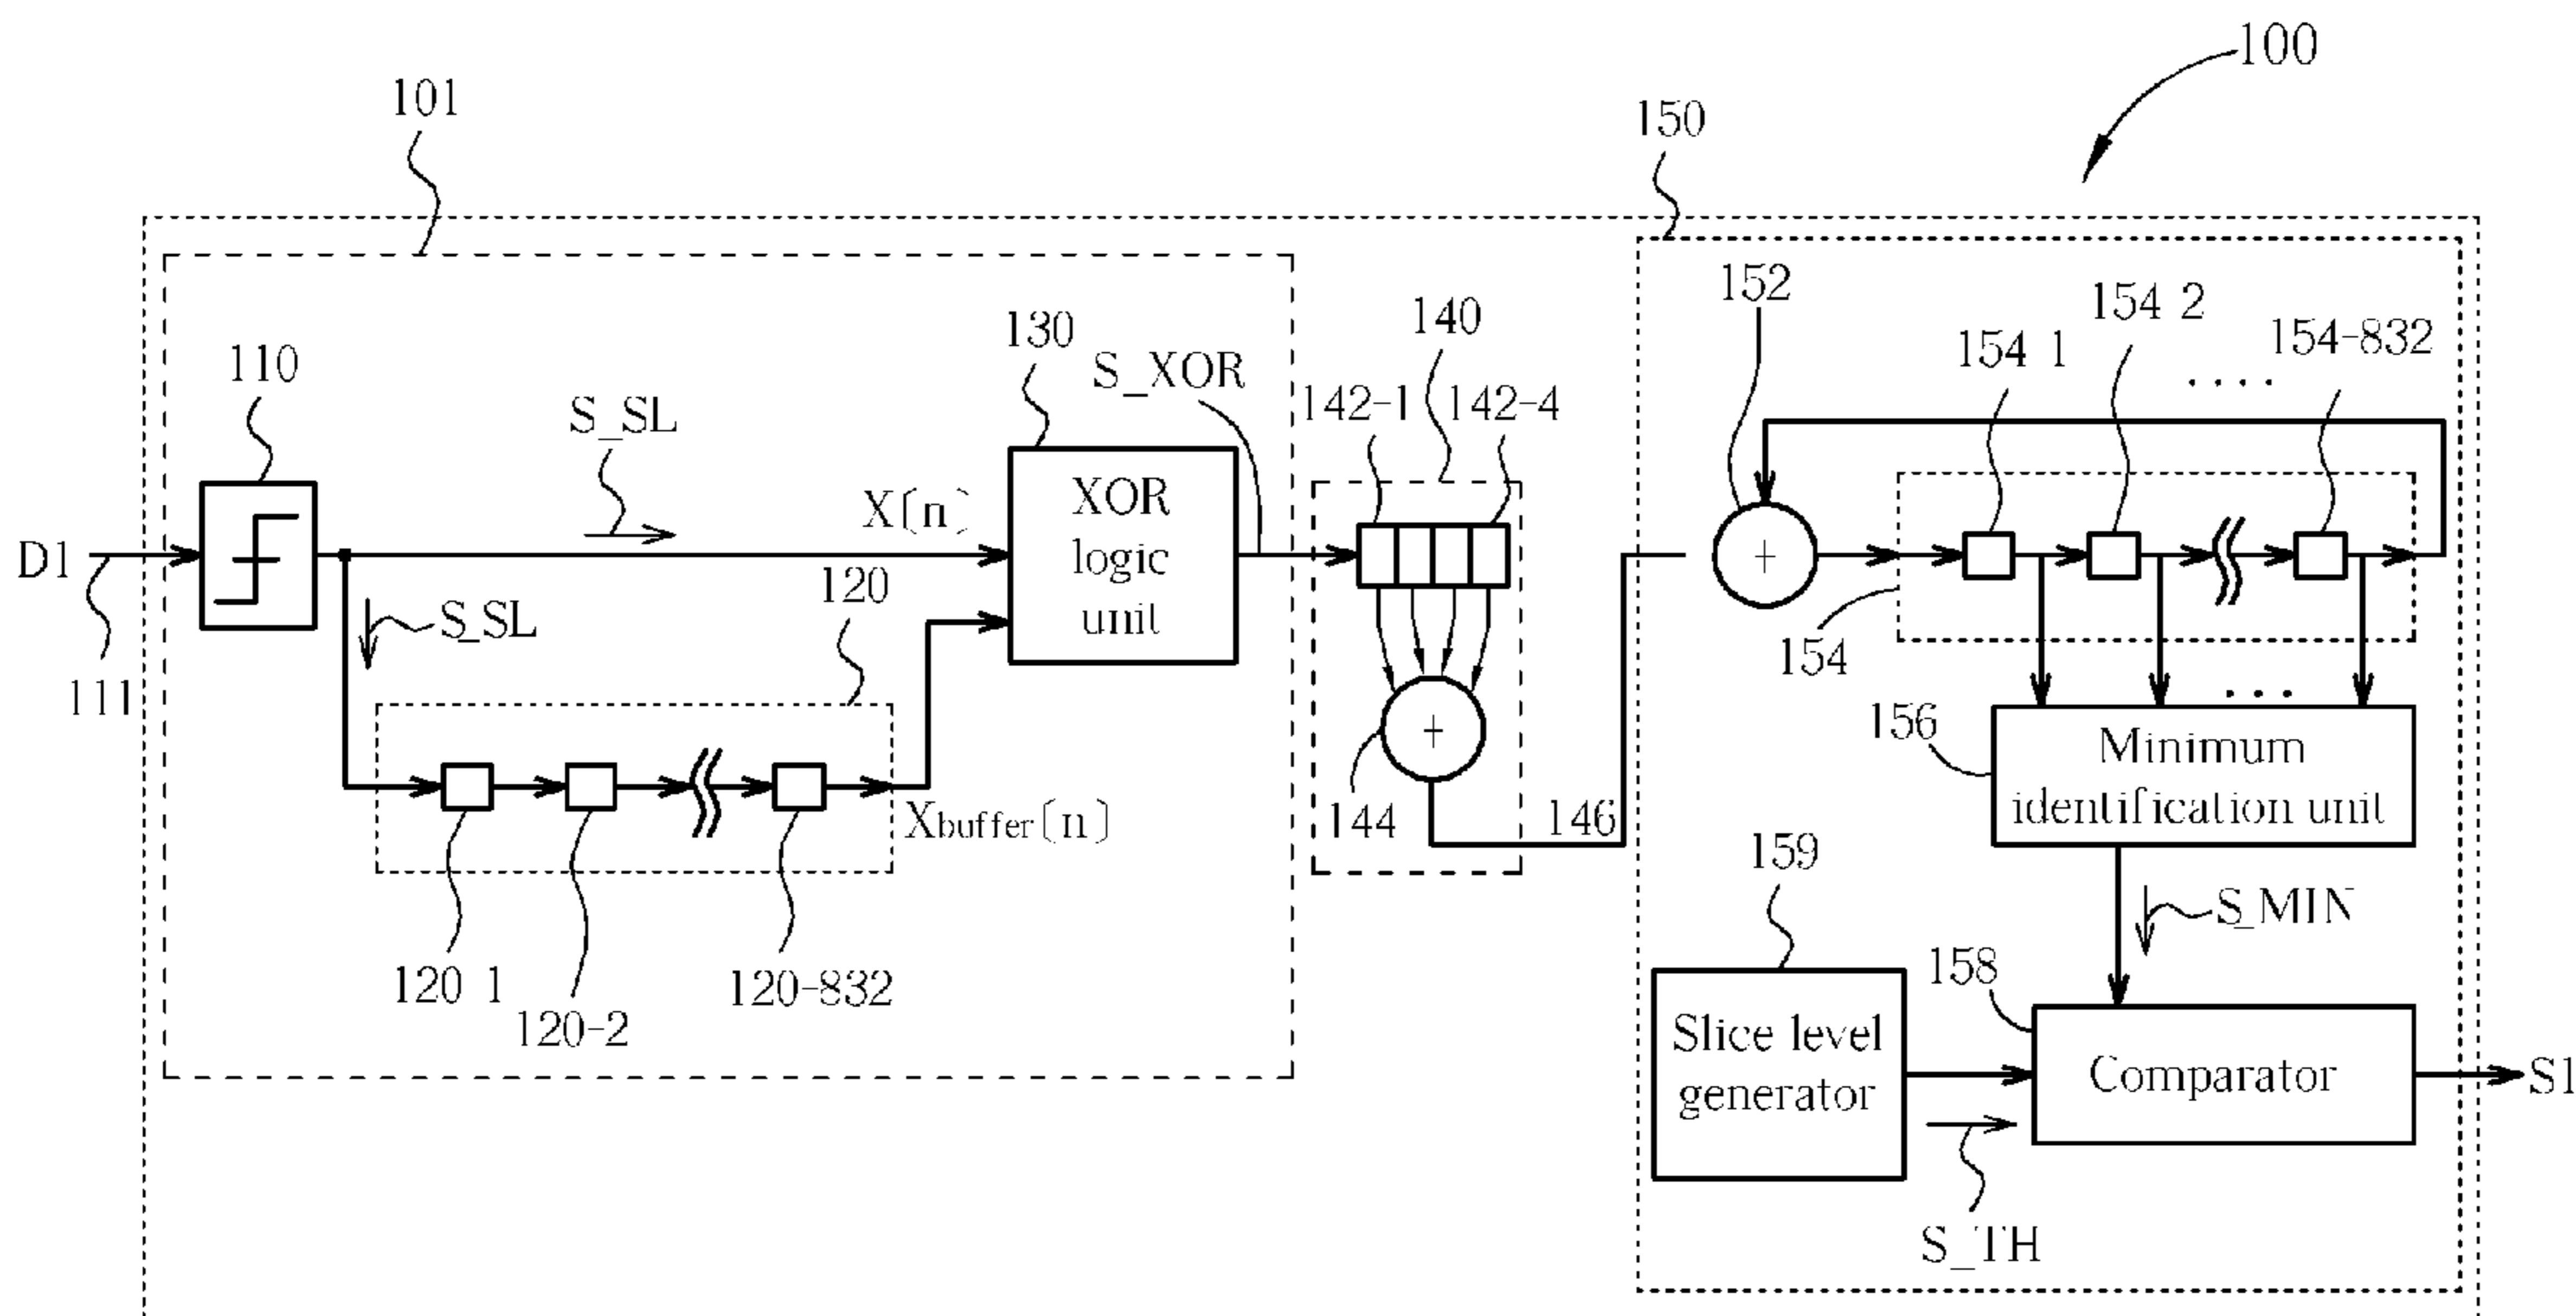 100
101
150
152
154 1
154 2
154-832
. . . .
140
142-1
142-4
130
S_XOR
110
S_SL
X[n]
XOR
logic
unit
D1
111
S_SL
120
+
154
144
+
146
156
Minimum
identification unit
. . .
Xbuffer[n]
120 1
120-2
120-832
159
S_MIN
158
Slice level
generator
Comparator
S1
S_TH